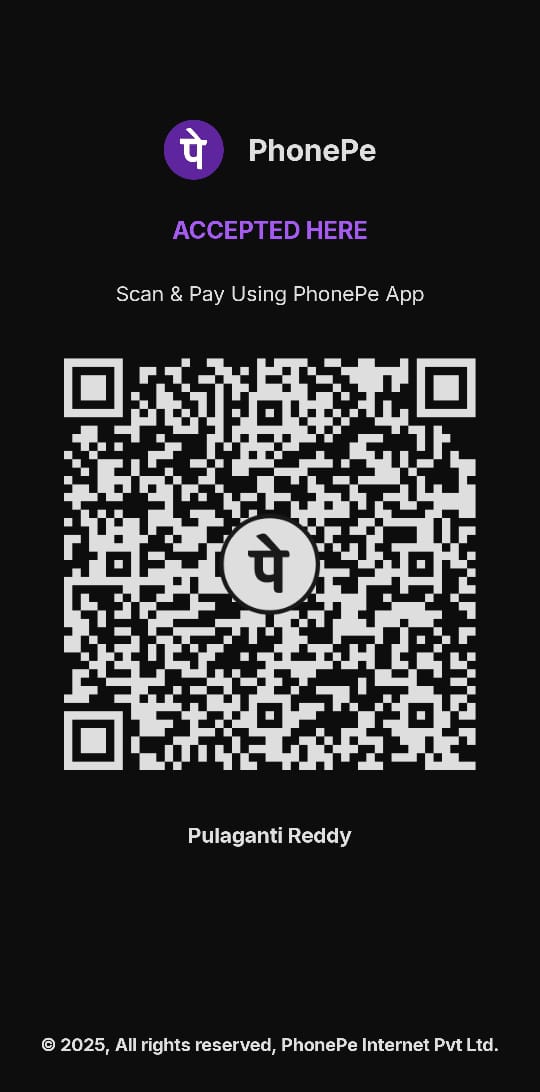 पे PhonePe
ACCEPTED HERE
Scan & Pay Using PhonePe App
पे
Pulaganti Reddy
© 2025, All rights reserved, PhonePe Internet Pvt Ltd.